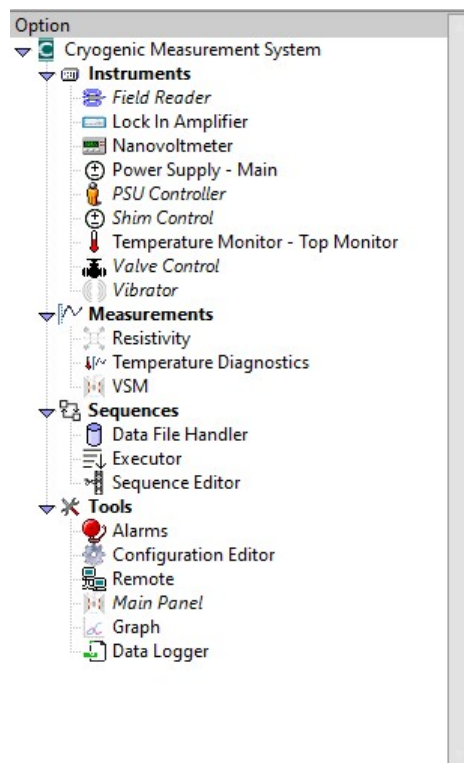 Option
Cryogenic Measurement System
Instruments
Field Reader
Lock In Amplifier
Nanovoltmeter
Power Supply - Main
PSU Controller
Shim Control
Temperature Monitor - Top Monitor
Valve Control
Vibrator
Measurements
Resistivity
Temperature Diagnostics
VSM
Sequences
Data File Handler
Executor
Sequence Editor
Tools
Alarms
Configuration Editor
Remote
Main Panel
Graph
Data Logger